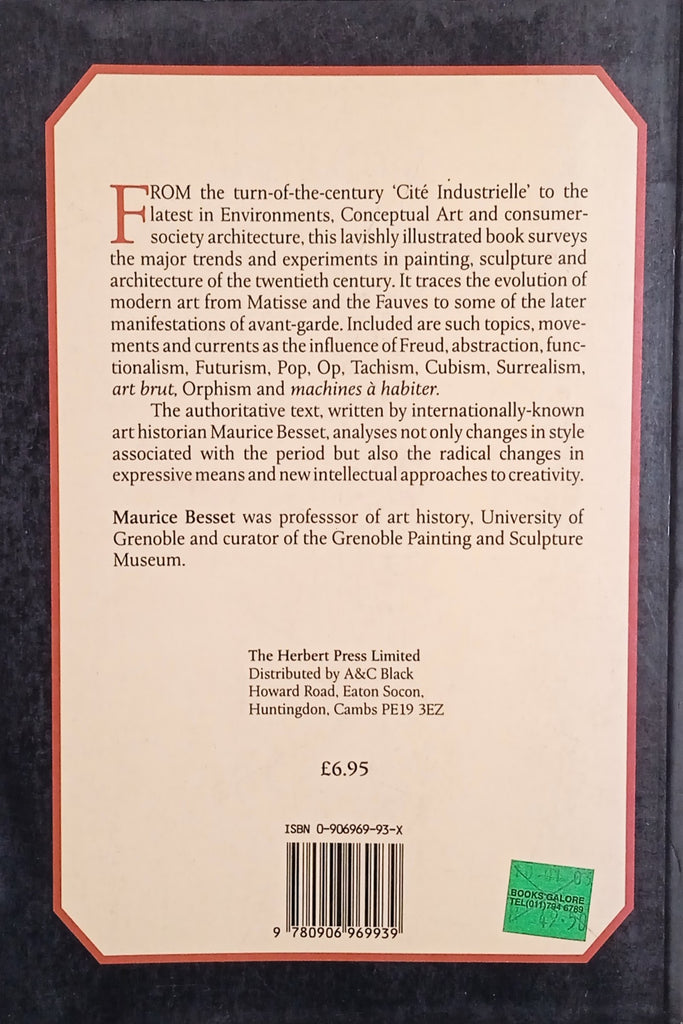 FROM the turn-of-the-century ‘Cité Industrielle’ to the
latest in Environments, Conceptual Art and consumer-
society architecture, this lavishly illustrated book surveys
the major trends and experiments in painting, sculpture and
architecture of the twentieth century. It traces the evolution of
modern art from Matisse and the Fauves to some of the later
manifestations of avant-garde. Included are such topics, move-
ments and currents as the influence of Freud, abstraction, func-
tionalism, Futurism, Pop, Op, Tachism, Cubism, Surrealism,
art brut, Orphism and machines à habiter.
The authoritative text, written by internationally-known
art historian Maurice Besset, analyses not only changes in style
associated with the period but also the radical changes in
expressive means and new intellectual approaches to creativity.
Maurice Besset was professsor of art history, University of
Grenoble and curator of the Grenoble Painting and Sculpture
Museum.
The Herbert Press Limited
Distributed by A&C Black
Howard Road, Eaton Socon,
Huntingdon, Cambs PE19 3EZ
£6.95
ISBN 0-906969-93-X
9 780906 969939
BOOKS GALORE
TEL(011)794 6789
49-50